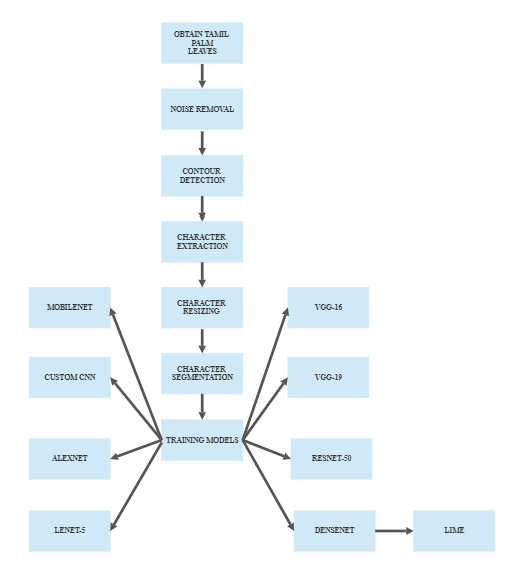 OBTAIN TAMIL
PALM
LEAVES
NOISE REMOVAL
CONTOUR
DETECTION
CHARACTER
EXTRACTION
CHARACTER
RESIZING
CHARACTER
SEGMENTATION
TRAINING MODELS
MOBILENET
CUSTOM CNN
ALEXNET
LENET-5
VGG-16
VGG-19
RESNET-50
DENSENET
LIME